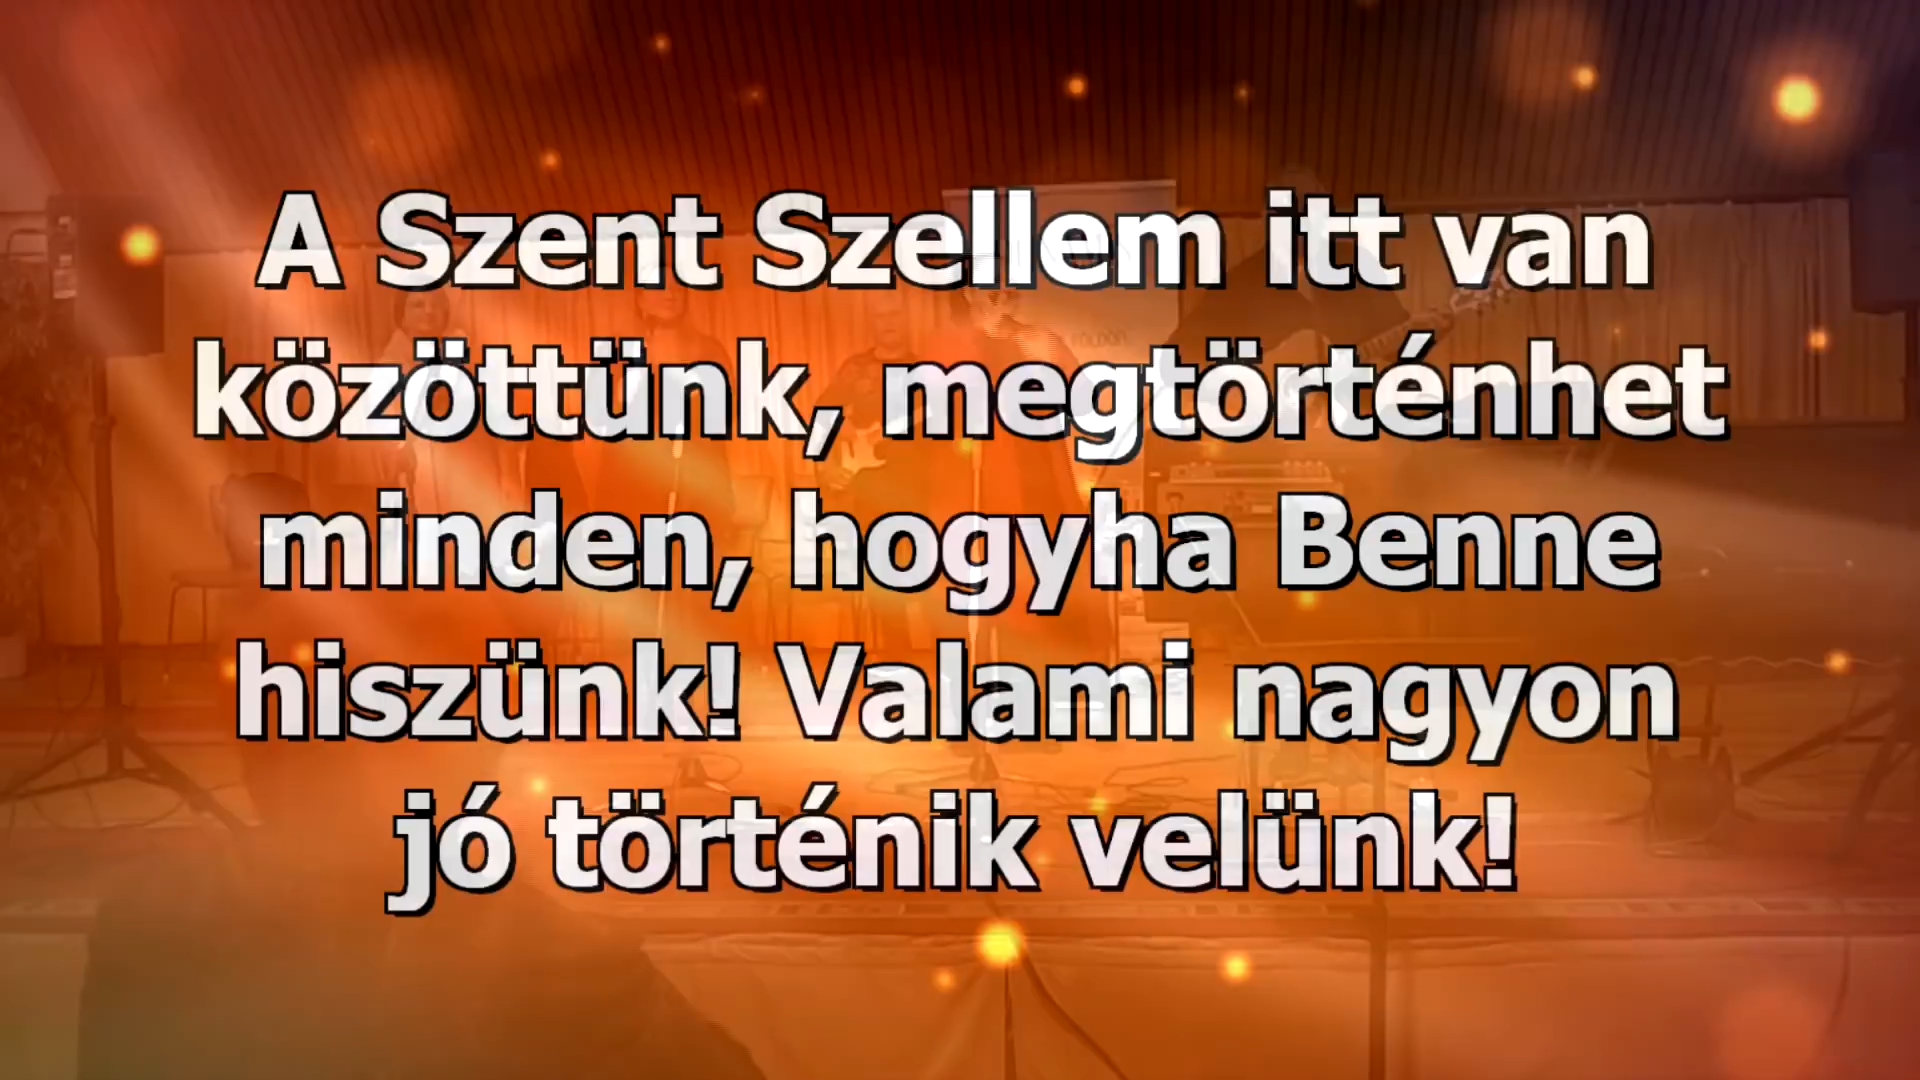 A Szent Szellem itt van
közöttünk, megtörténhet
minden, hogyha Benne
hiszünk! Valami nagyon
jó történik velünk!